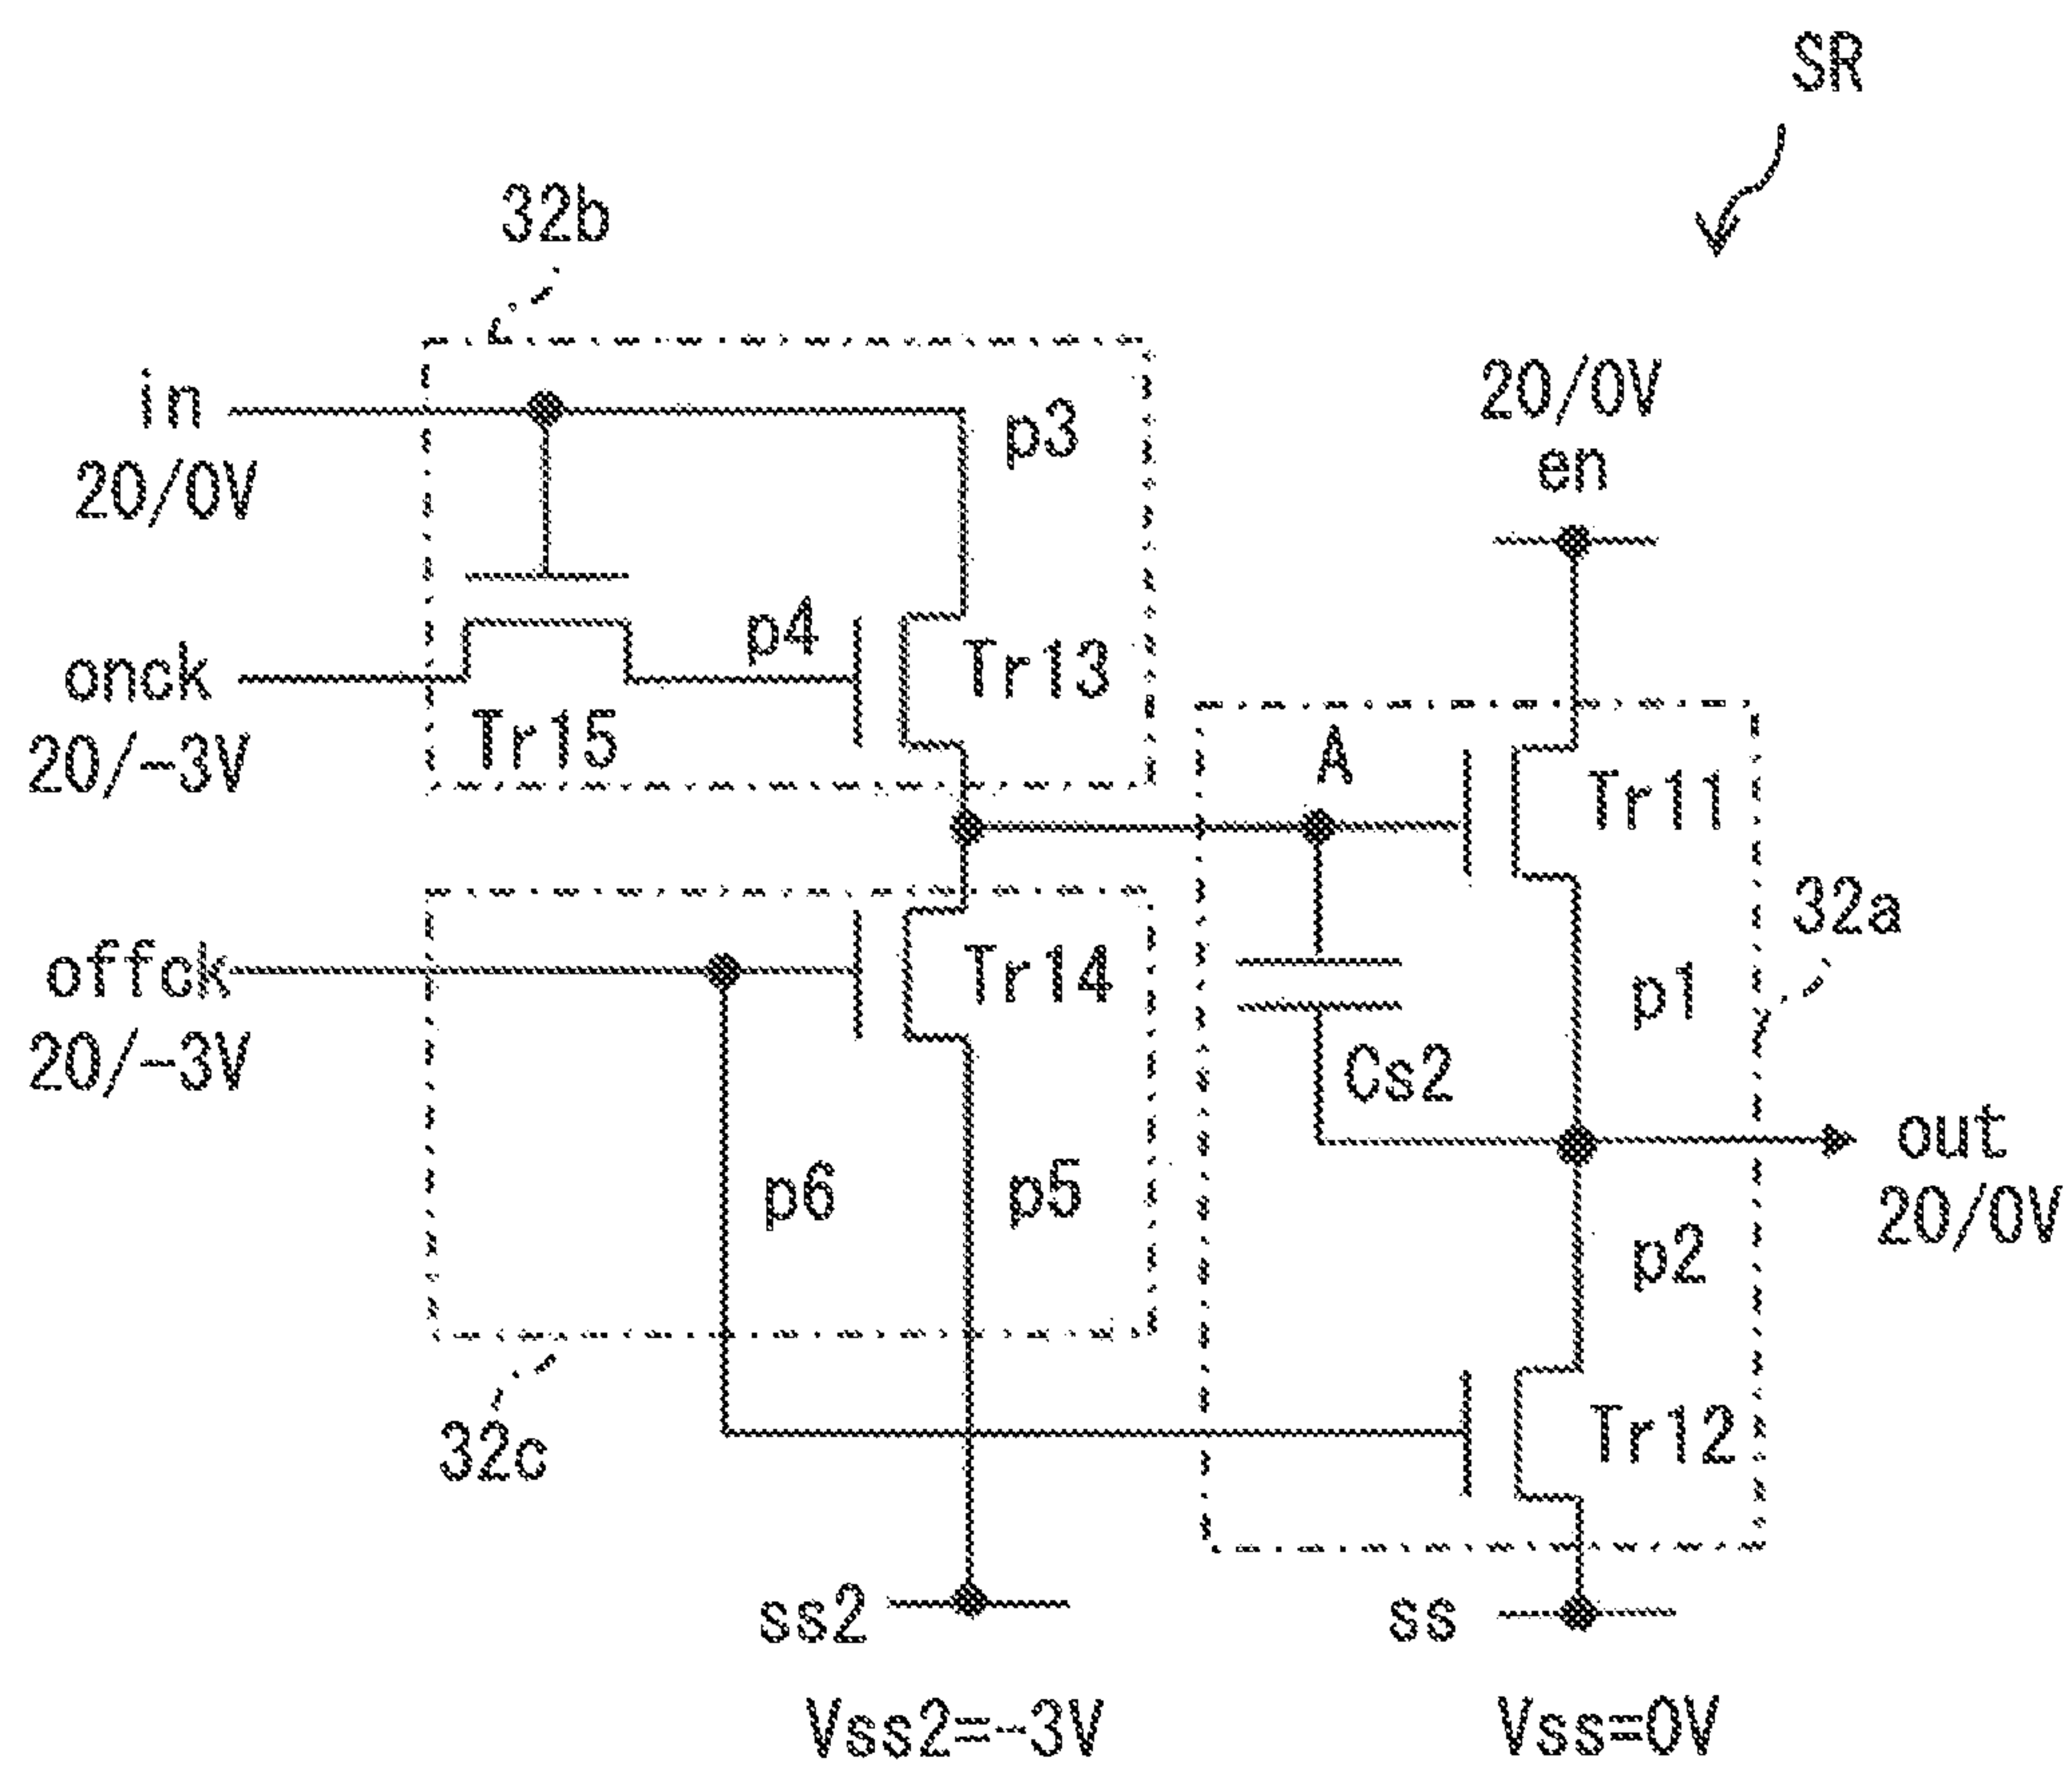 SR
32b
in
20/0V
p3
20/0V
en
onck
20/-3V
p4
Tr15
Tr13
A
Tr11
32a
offck
20/-3V
Tr14
Cs2
p1
out
20/0V
p6
p5
p2
32c
Tr12
ss2
ss
Vss2=-3V
Vss=0V